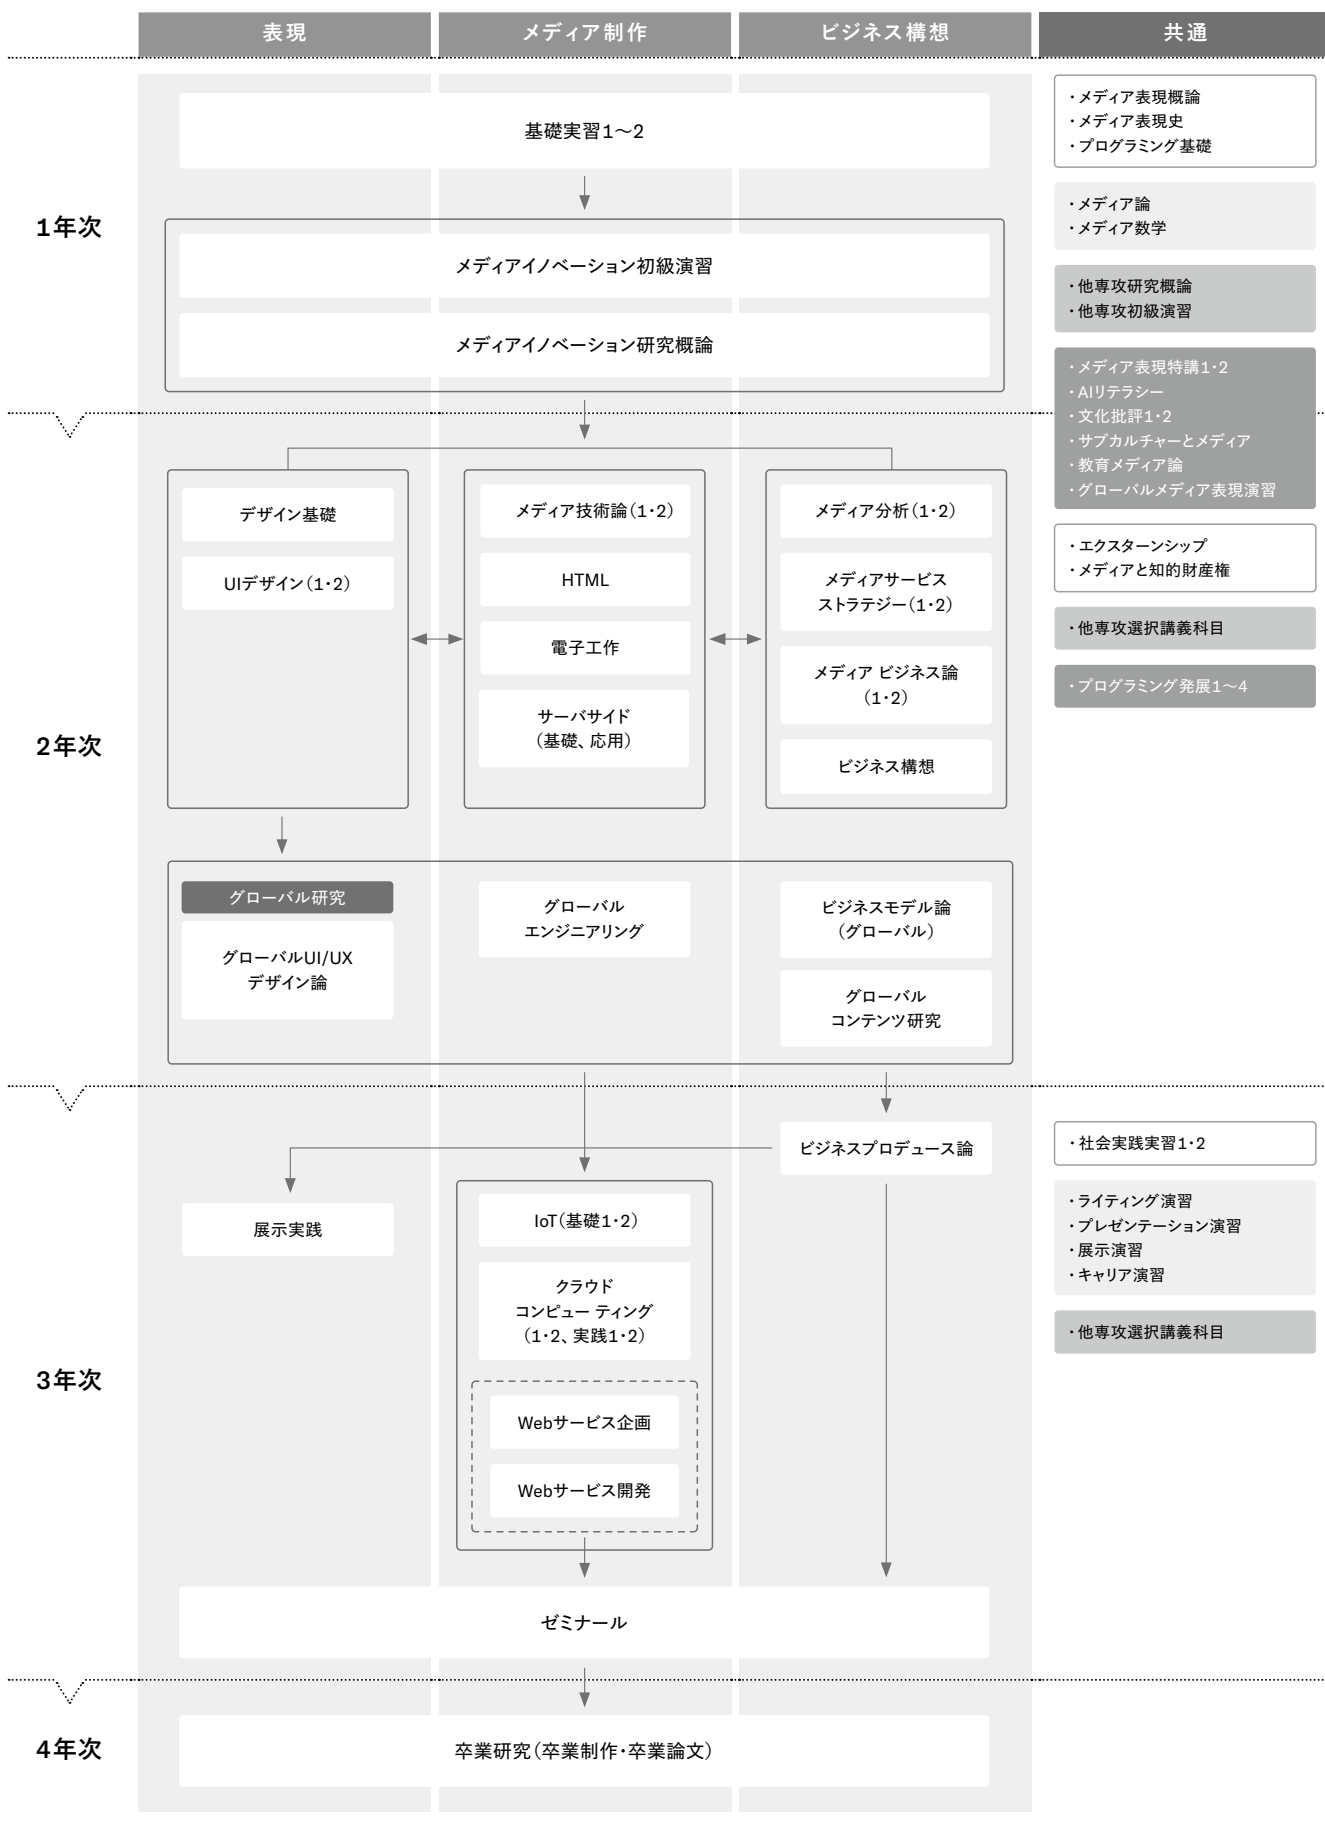 表現
メディア制作
ビジネス構想
共通
1年次
基礎実習1〜2
メディアイノベーション初級演習
メディアイノベーション研究概論
・メディア表現概論
・メディア表現史
・プログラミング基礎
・メディア論
・メディア数学
・他専攻研究概論
・他専攻初級演習
・メディア表現特講1・2
・AIリテラシー
・文化批評1・2
・サブカルチャーとメディア
・教育メディア論
・グローバルメディア表現演習
・エクスターンシップ
・メディアと知的財産権
・他専攻選択講義科目
・プログラミング発展1〜4
2年次
デザイン基礎
UIデザイン(1・2)
メディア技術論(1・2)
HTML
電子工作
サーバサイド
(基礎、応用)
メディア分析(1・2)
メディアサービス
ストラテジー(1・2)
メディア ビジネス論
(1・2)
ビジネス構想
グローバル研究
グローバルUI/UX
デザイン論
グローバル
エンジニアリング
ビジネスモデル論
(グローバル)
グローバル
コンテンツ研究
3年次
ビジネスプロデュース論
展示実践
IoT(基礎1・2)
クラウド
コンピュー ティング
(1・2、実践1・2)
Webサービス企画
Webサービス開発
ゼミナール
・社会実践実習1・2
・ライティング演習
・プレゼンテーション演習
・展示演習
・キャリア演習
・他専攻選択講義科目
4年次
卒業研究(卒業制作・卒業論文)